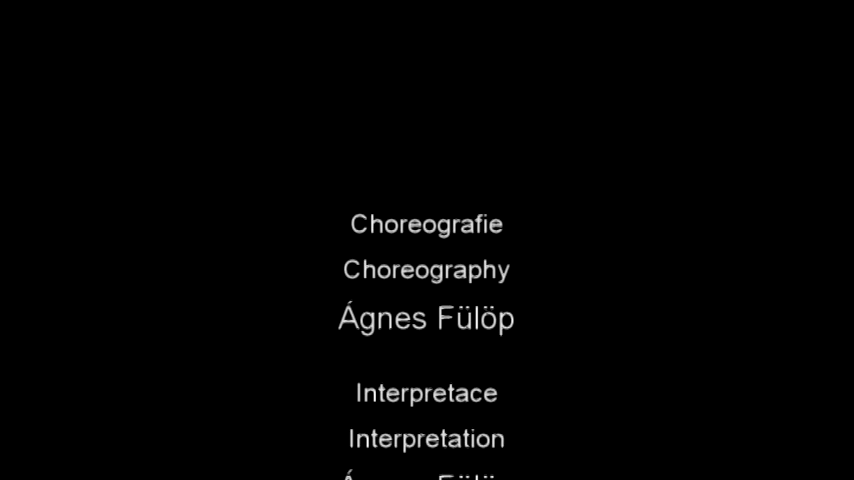 Choreografie
Choreography
Ágnes Fülöp
Interpretace
Interpretation